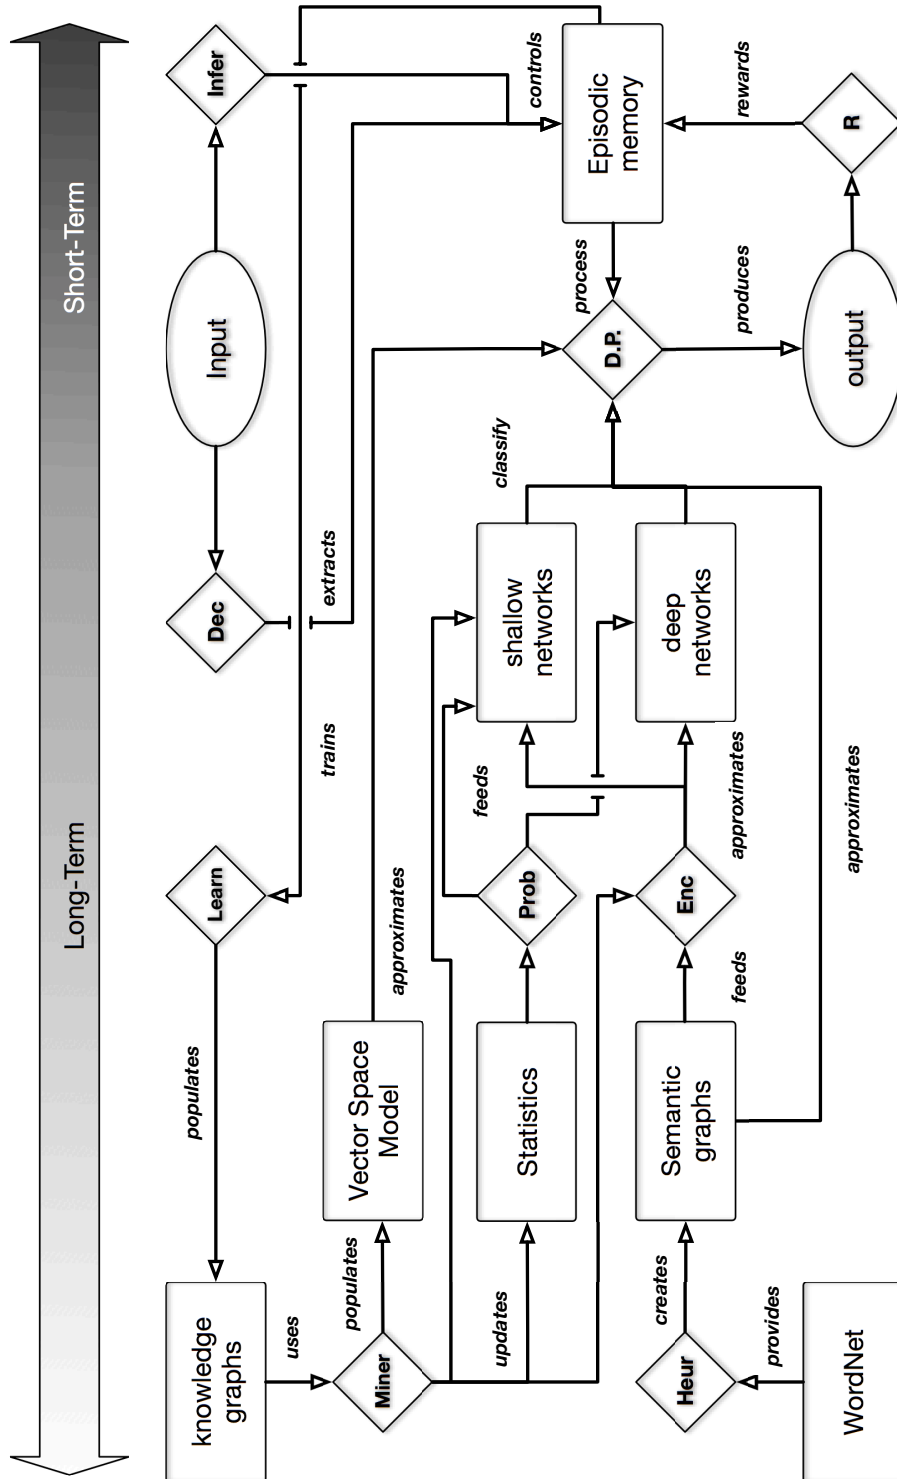 Long-Term
Short-Term
knowledge
graphs
populates
Learn
Dec
Input
Infer
uses
trains
extracts
Miner
populates
Vector Space
Model
approximates
updates
Statistics
Prob
feeds
shallow
networks
classify
controls
process
Episodic
memory
D.P.
Heur
creates
Semantic
graphs
feeds
Enc
approximates
deep
networks
produces
rewards
provides
WordNet
approximates
output
R